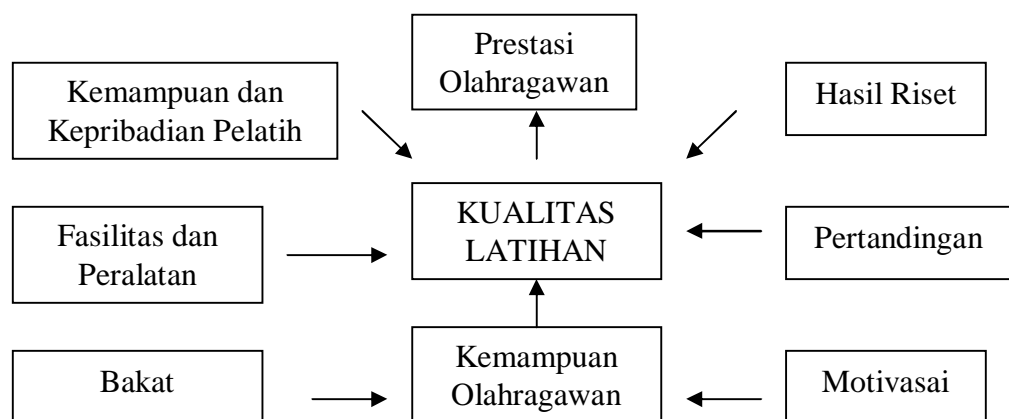 Prestasi
Olahragawan
Kemampuan dan
Kepribadian Pelatih
Hasil Riset
KUALITAS
LATIHAN
Fasilitas dan
Peralatan
Pertandingan
Bakat
Kemampuan
Olahragawan
Motivasai